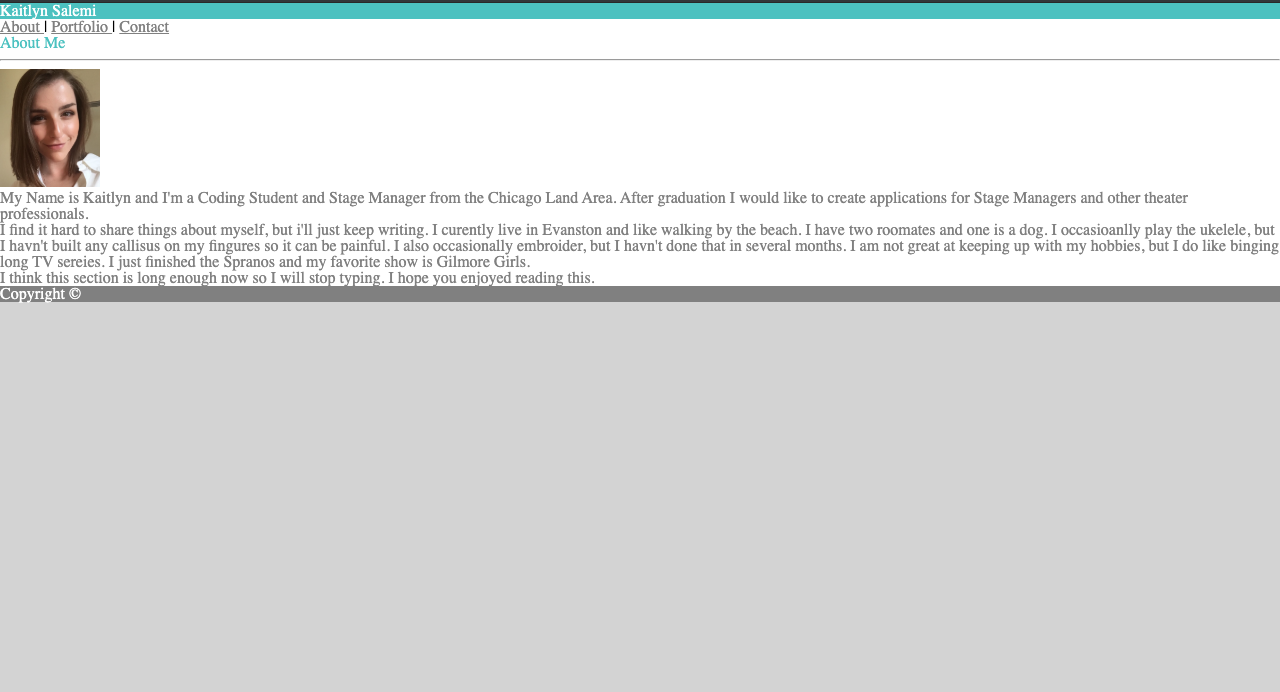 Kaitlyn Salemi
About | Portfolio | Contact
About Me
My Name is Kaitlyn and I'm a Coding Student and Stage Manager from the Chicago Land Area. After graduation I would like to create applications for Stage Managers and other theater
professionals.
I find it hard to share things about myself, but i'll just keep writing. I curently live in Evanston and like walking by the beach. I have two roomates and one is a dog. I occasioanlly play the ukelele, but
I havn't built any callisus on my fingures so it can be painful. I also occasionally embroider, but I havn't done that in several months. I am not great at keeping up with my hobbies, but I do like binging
long TV sereies. I just finished the Spranos and my favorite show is Gilmore Girls.
I think this section is long enough now so I will stop typing. I hope you enjoyed reading this.
Copyright ©